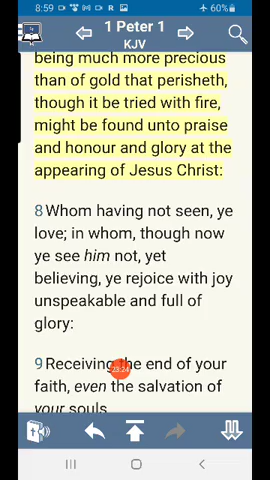 8:59 R 60%
1 Peter 1
KJV
being much more precious
than of gold that perisheth,
though it be tried with fire,
might be found unto praise
and honour and glory at the
appearing of Jesus Christ:
8 Whom having not seen, ye
love; in whom, though now
ye see him not, yet
believing, ye rejoice with joy
unspeakable and full of
glory:
9 Receiving the end of your
faith, even the salvation of
your souls